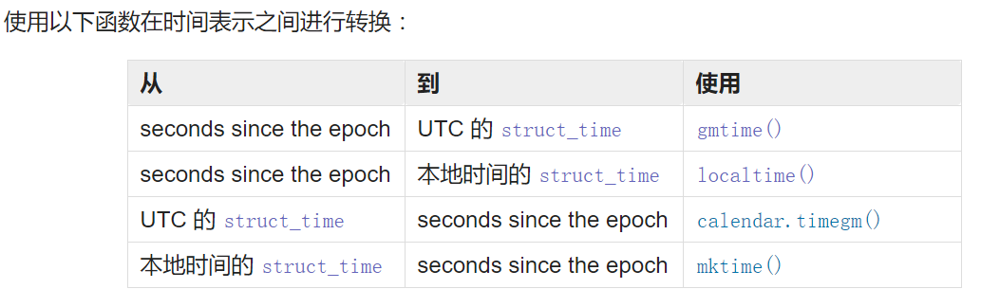 使用以下函数在时间表示之间进行转换：
从 到 使用
seconds since the epoch UTC 的 struct_time gmtime()
seconds since the epoch 本地时间的 struct_time localtime()
UTC 的 struct_time seconds since the epoch calendar.timegm()
本地时间的 struct_time seconds since the epoch mktime()